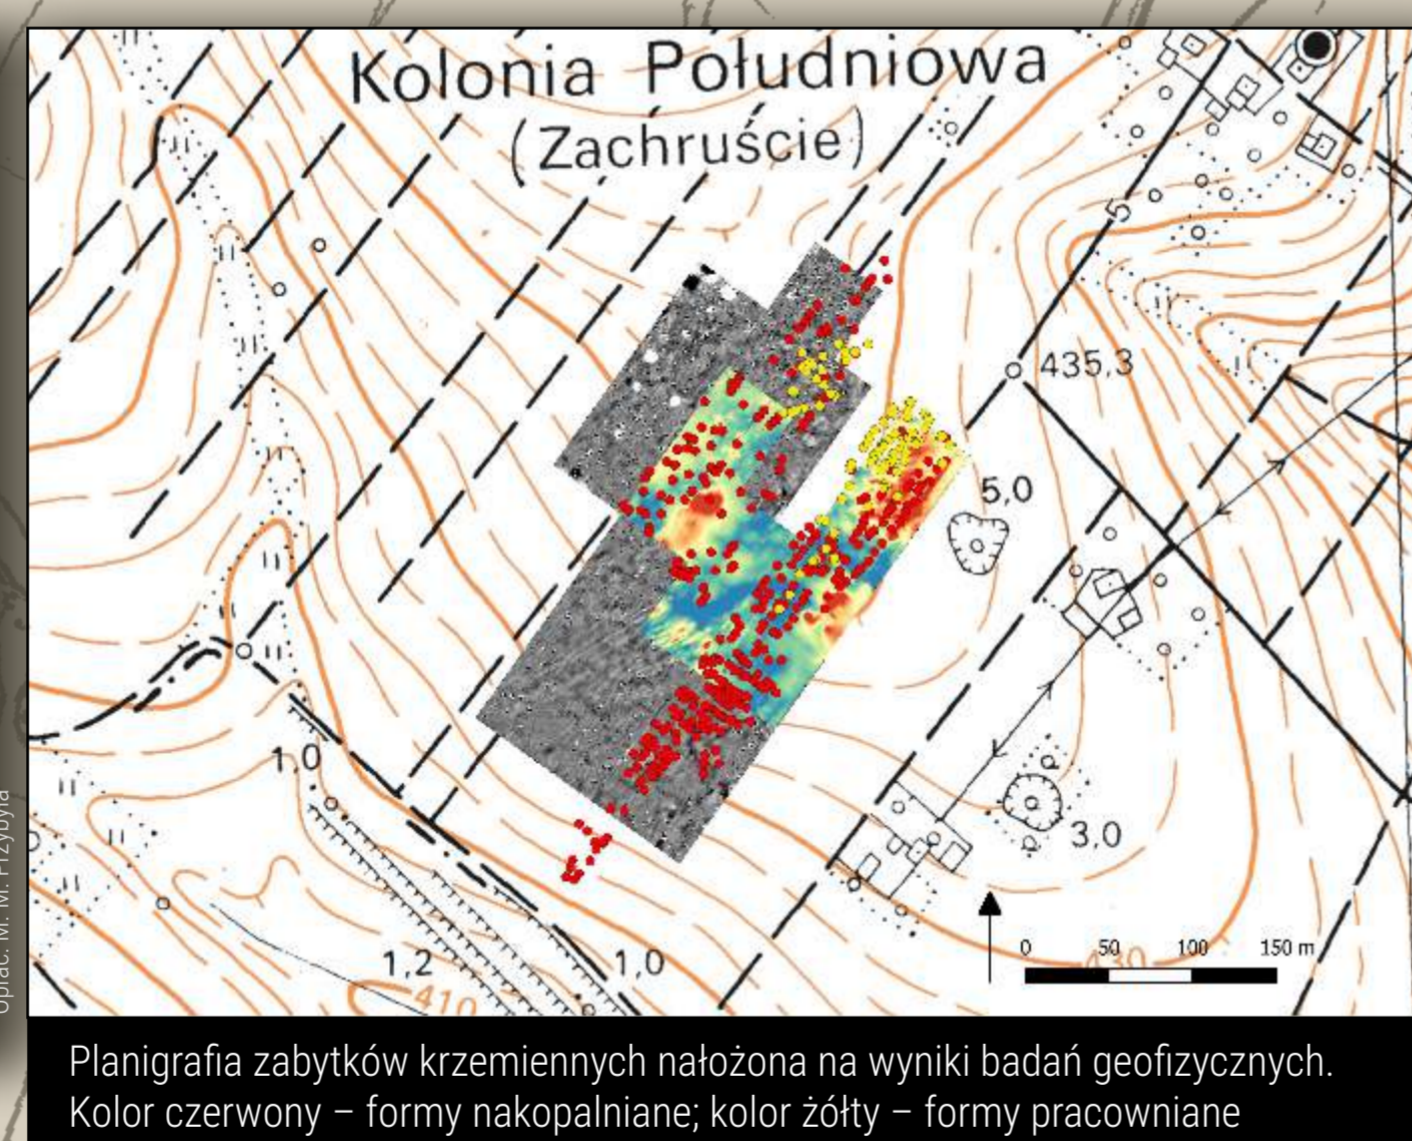 Kolonia Południowa
(Zachruście)
435,3
5,0
1,0
3,0
1,2
1,0
410
430
0 50 100 150 m
Oprac. M. M. Przybyła
Planigrafia zabytków krzemiennych nałożona na wyniki badań geofizycznych.
Kolor czerwony – formy nakopalniane; kolor żółty – formy pracowniane